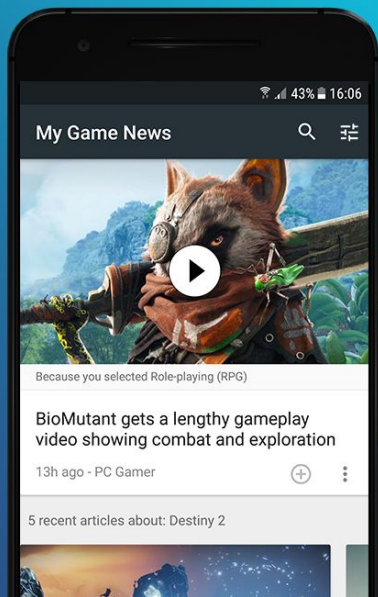 43% 16:06
My Game News
Because you selected Role-playing (RPG)
BioMutant gets a lengthy gameplay
video showing combat and exploration
13h ago - PC Gamer
5 recent articles about: Destiny 2